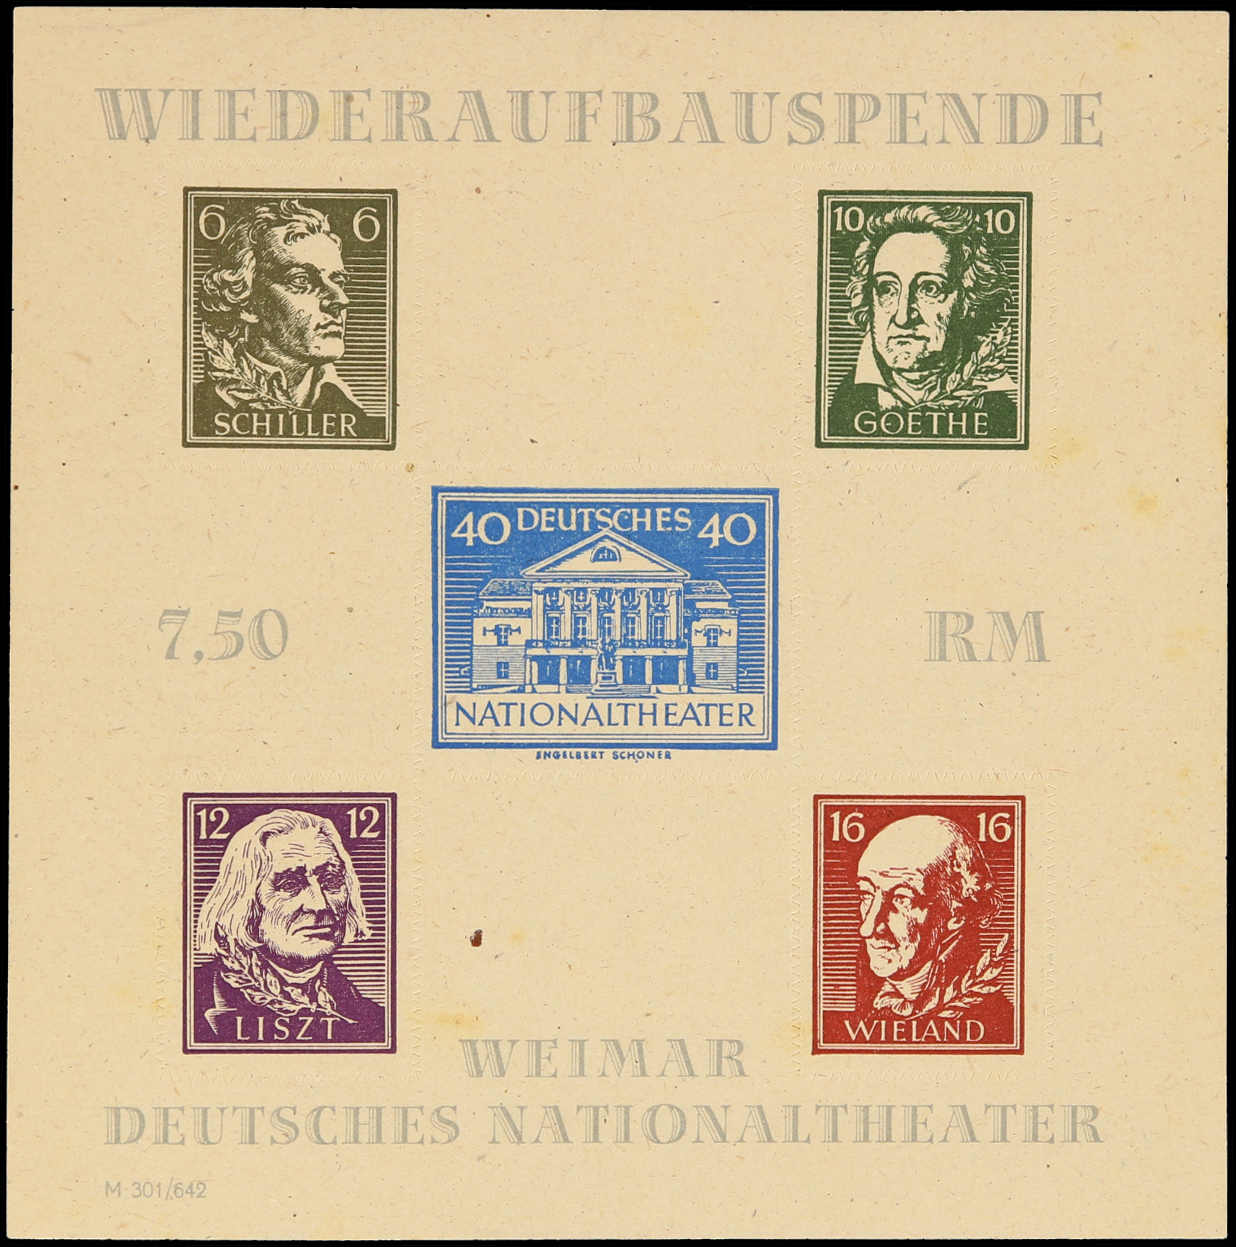 WIEDERAUFBAUSPENDE
6 6
SCHILLER
10 10
GOETHE
40 DEUTSCHES 40
NATIONALTHEATER
ENGELBERT SCHONER
7,50 RM
12 12
LISZT
16 16
WIELAND
WEIMAR
DEUTSCHES NATIONALTHEATER
M 301/642